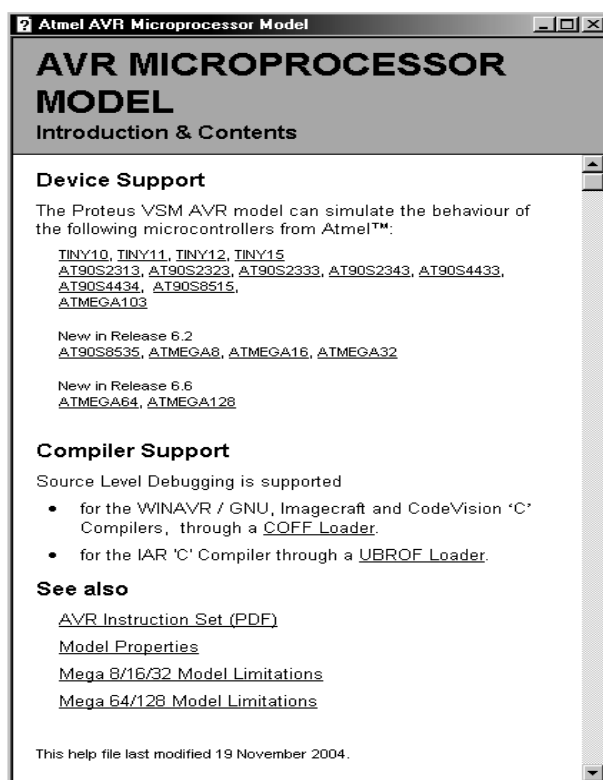 Atmel AVR Microprocessor Model
AVR MICROPROCESSOR
MODEL
Introduction & Contents
Device Support
The Proteus VSM AVR model can simulate the behaviour of
the following microcontrollers from Atmel™:
TINY10, TINY11, TINY12, TINY15
AT90S2313, AT90S2323, AT90S2333, AT90S2343, AT90S4433,
AT90S4434, AT90S8515,
ATMEGA103
New in Release 6.2
AT90S8535, ATMEGA8, ATMEGA16, ATMEGA32
New in Release 6.6
ATMEGA64, ATMEGA128
Compiler Support
Source Level Debugging is supported
• for the WINAVR / GNU, Imagecraft and CodeVision ‘C’
Compilers, through a COFF Loader.
• for the IAR 'C' Compiler through a UBROF Loader.
See also
AVR Instruction Set (PDF)
Model Properties
Mega 8/16/32 Model Limitations
Mega 64/128 Model Limitations
This help file last modified 19 November 2004.